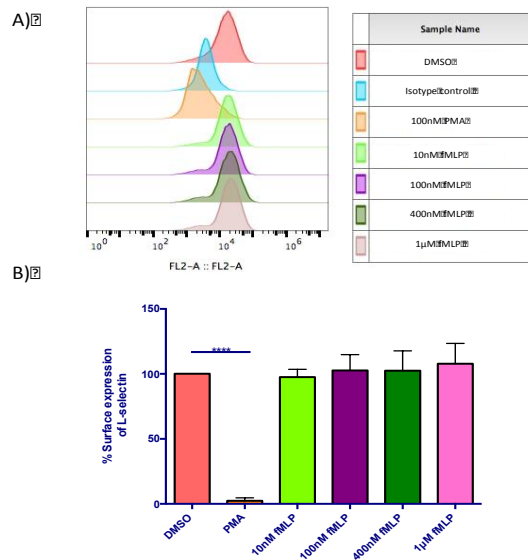 A)⍰
Sample Name
DMSO⍰
Isotype⍰control⍰
100nM⍰PMA⍰
10nM⍰fMLP⍰
100nM⍰fMLP⍰
400nM⍰fMLP⍰
1µM⍰fMLP⍰
10^0 10^2 10^4 10^6
FL2-A :: FL2-A
B)⍰
% Surface expression
of L-selectin
150
100
50
0
****
DMSO
PMA
10nM fMLP
100nM fMLP
400nM fMLP
1µM fMLP